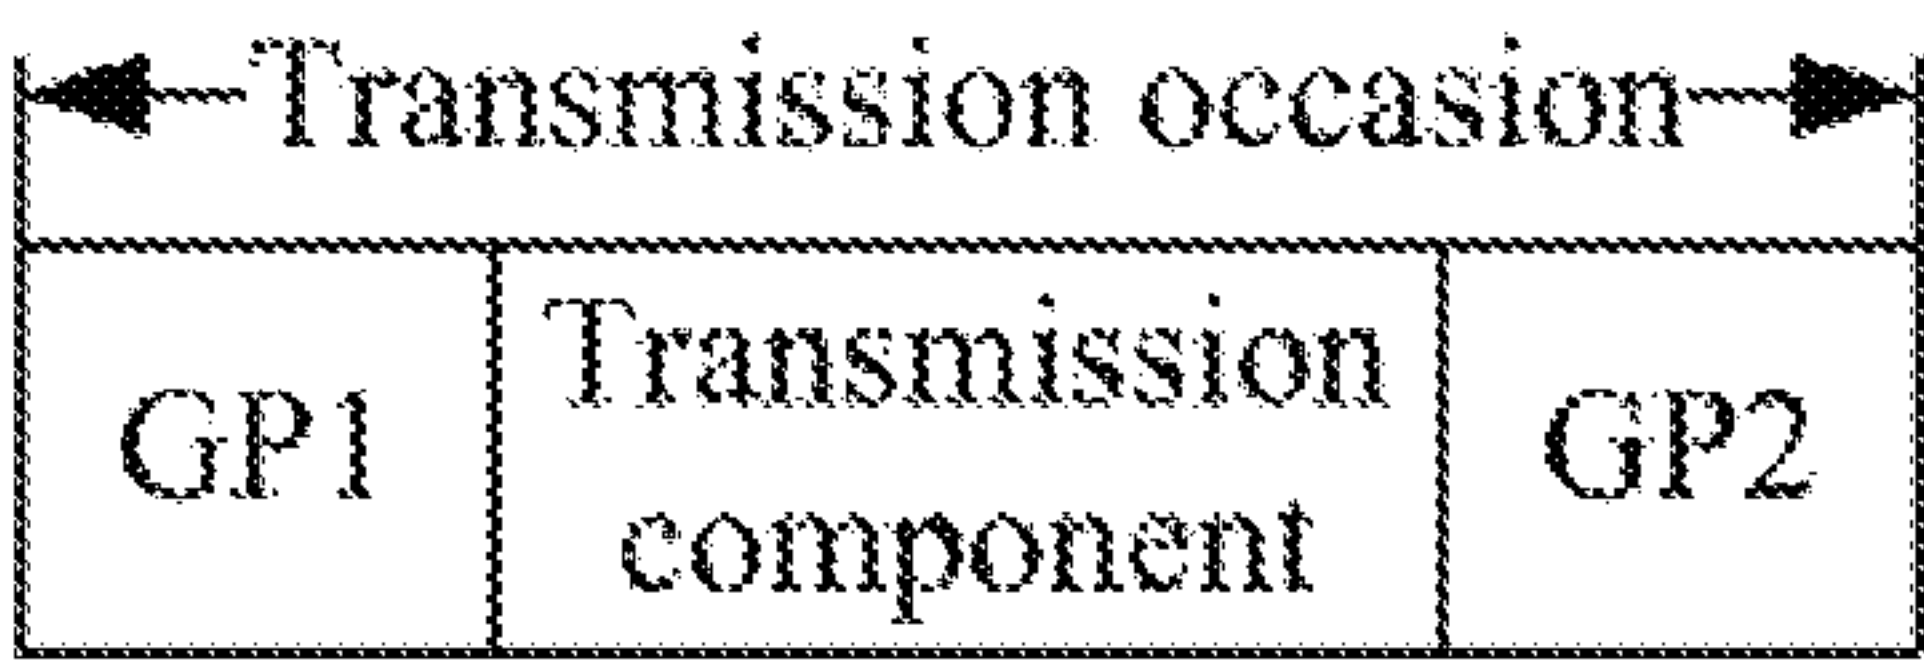 Transmission occasion
GP1
Transmission
component
GP2